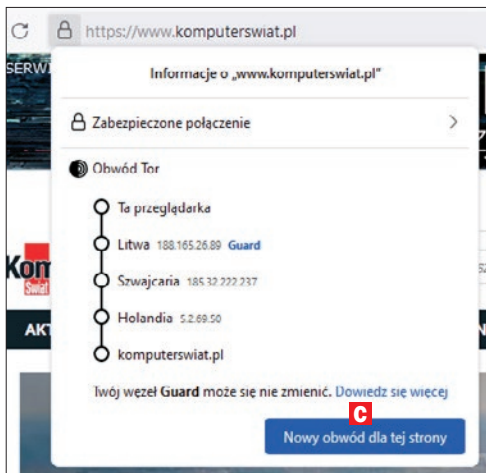 https://www.komputerswiat.pl
SERWI
Informacje o „www.komputerswiat.pl”
Zabezpieczone połączenie
Obwód Tor
Ta przeglądarka
Litwa 188.165.26.89 Guard
Kom
Świat
Szwajcaria 185.32.222.237
Holandia 5.2.69.50
AKT
komputerswiat.pl
Twój węzeł Guard może się nie zmienić. Dowiedz się więcej
C
Nowy obwód dla tej strony